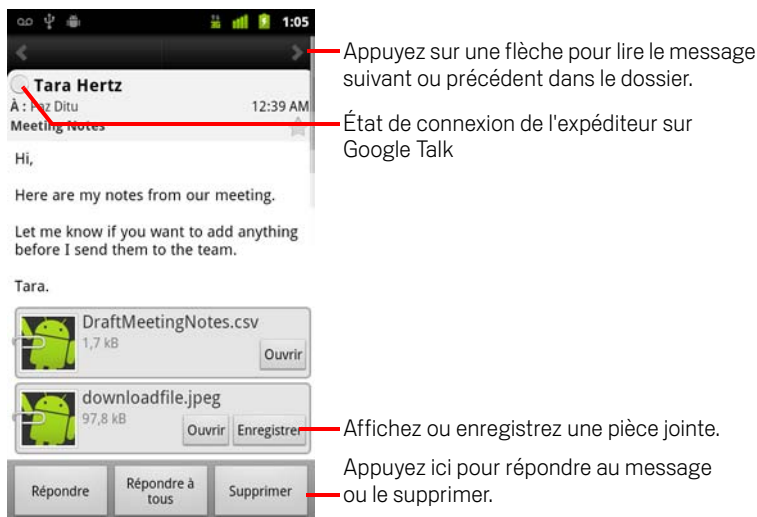 1:05
Appuyez sur une flèche pour lire le message
suivant ou précédent dans le dossier.
Tara Hertz
À : Paz Ditu 12:39 AM
Meeting Notes
État de connexion de l'expéditeur sur
Google Talk
Hi,
Here are my notes from our meeting.
Let me know if you want to add anything
before I send them to the team.
Tara.
DraftMeetingNotes.csv
1,7 kB
Ouvrir
downloadfile.jpeg
97,8 kB
Ouvrir Enregistrer
Affichez ou enregistrez une pièce jointe.
Répondre
Répondre à
tous
Supprimer
Appuyez ici pour répondre au message
ou le supprimer.